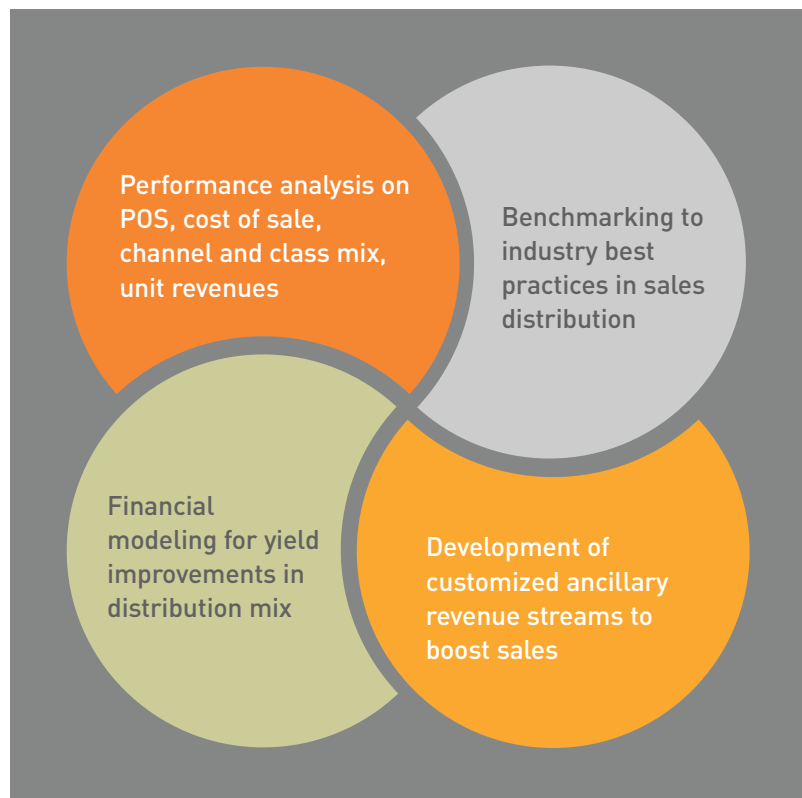 Performance analysis on
POS, cost of sale,
channel and class mix,
unit revenues
Benchmarking to
industry best
practices in sales
distribution
Financial
modeling for yield
improvements in
distribution mix
Development of
customized ancillary
revenue streams to
boost sales